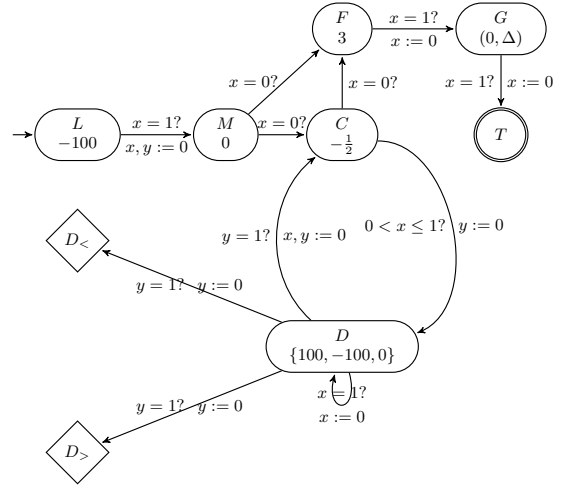 F
3
x = 1?
x := 0
G
(0, Δ)
x = 0?
x = 0?
x = 1? x := 0
L
−100
x = 1?
x, y := 0
M
0
x = 0?
C
−1/2
T
y = 1? x, y := 0
0 < x ≤ 1? y := 0
D<
y = 1? y := 0
D
{100, −100, 0}
x = 1?
x := 0
y = 1? y := 0
D>